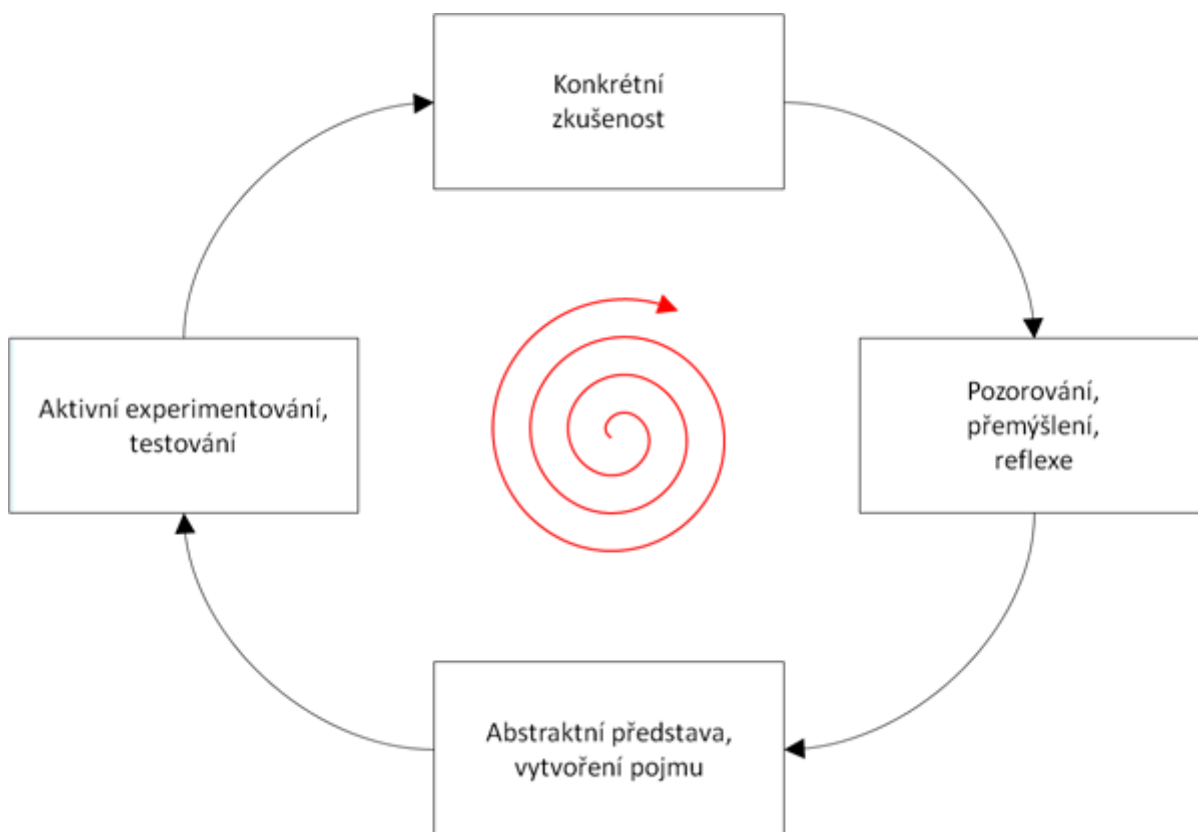 Konkrétní
zkušenost
Pozorování,
přemýšlení,
reflexe
Abstraktní představa,
vytvoření pojmu
Aktivní experimentování,
testování